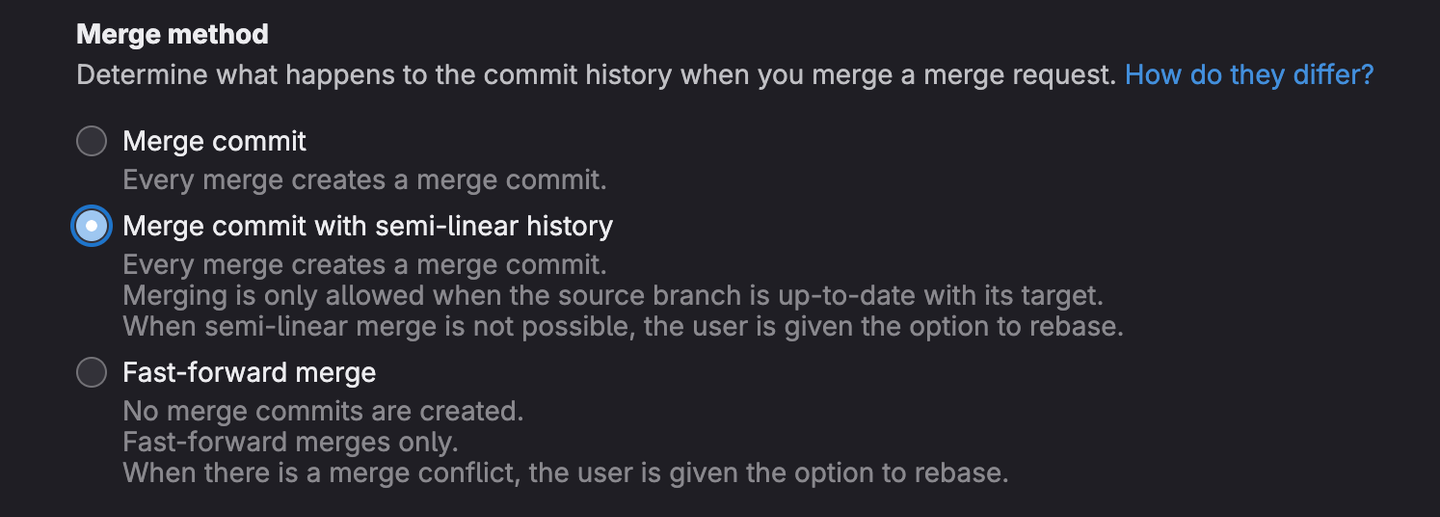 Merge method
Determine what happens to the commit history when you merge a merge request. How do they differ?
Merge commit
Every merge creates a merge commit.
Merge commit with semi-linear history
Every merge creates a merge commit.
Merging is only allowed when the source branch is up-to-date with its target.
When semi-linear merge is not possible, the user is given the option to rebase.
Fast-forward merge
No merge commits are created.
Fast-forward merges only.
When there is a merge conflict, the user is given the option to rebase.